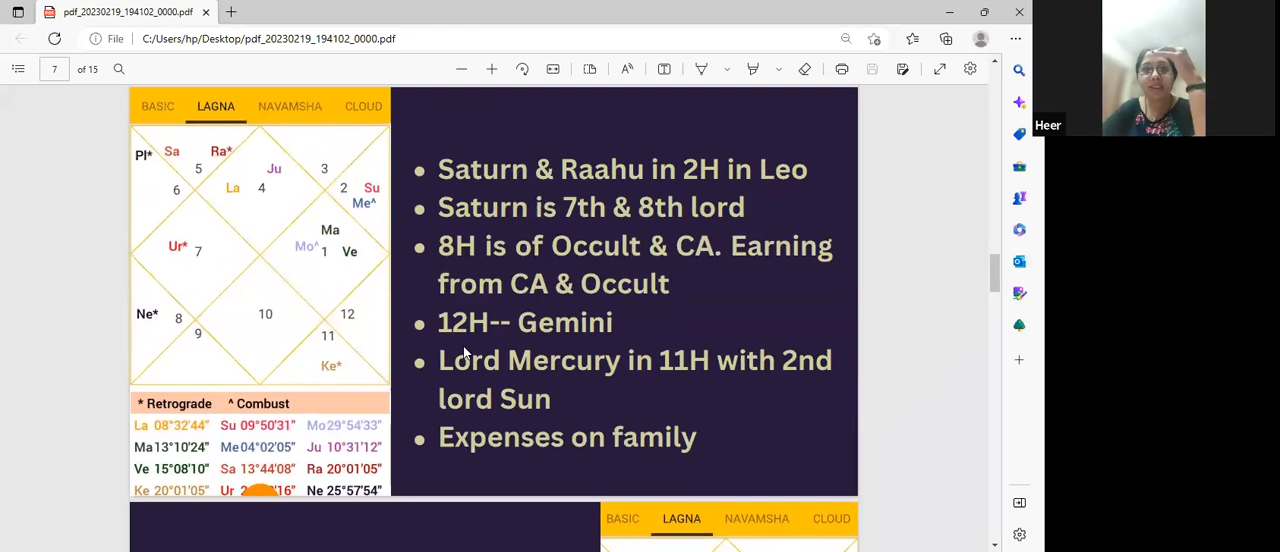 pdf_20230219_194102_0000.pdf
File C:/Users/hp/Desktop/pdf_20230219_194102_0000.pdf
7 of 15
Heer
BASIC LAGNA NAVAMSHA CLOUD
Pl* Sa Ra*
5 Ju 3
6 La 4 2 Su
Me^
Ma
Ur* 7 Mo^ 1 Ve
Ne* 8 10 12
9 11
Ke*
* Retrograde ^ Combust
La 08°32'44" Su 09°50'31" Mo 29°54'33"
Ma 13°10'24" Me 04°02'05" Ju 10°31'12"
Ve 15°08'10" Sa 13°44'08" Ra 20°01'05"
Ke 20°01'05" Ur Ne 25°57'54"
• Saturn & Raahu in 2H in Leo
• Saturn is 7th & 8th lord
• 8H is of Occult & CA. Earning
from CA & Occult
• 12H-- Gemini
• Lord Mercury in 11H with 2nd
lord Sun
• Expenses on family
BASIC LAGNA NAVAMSHA CLOUD